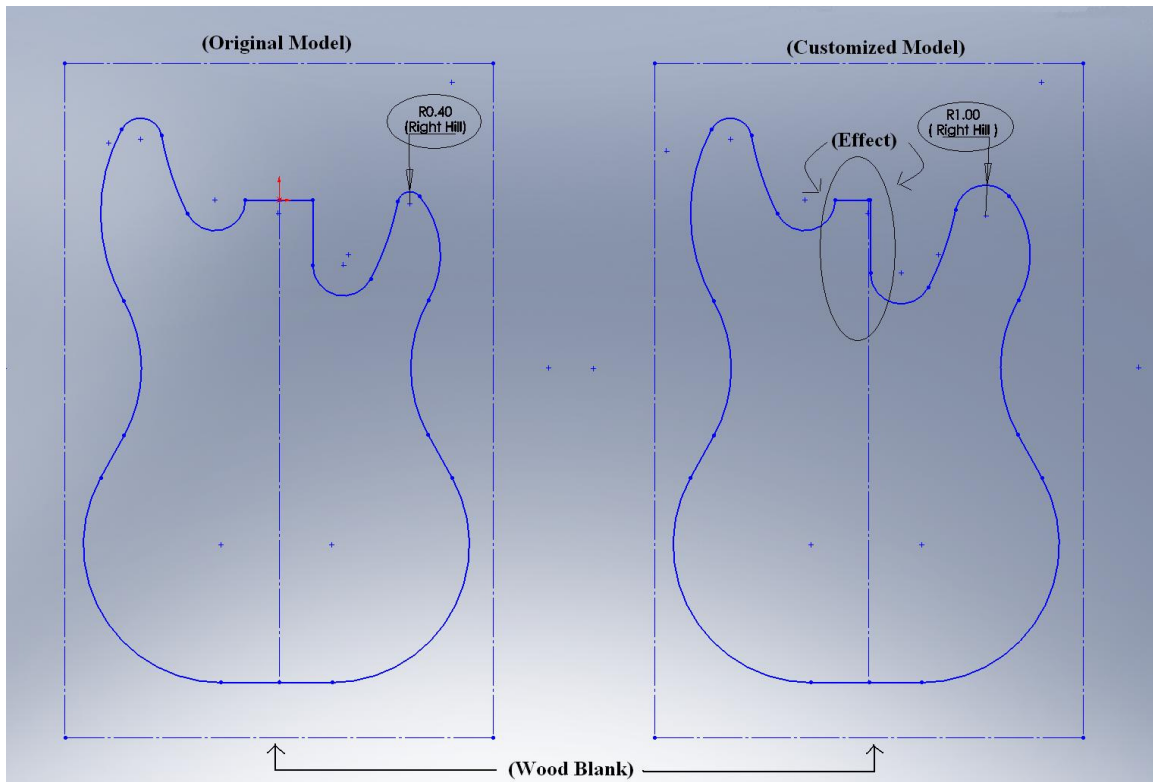 (Original Model)
(Customized Model)
R0.40
(Right Hill)
R1.00
( Right Hill )
(Effect)
(Wood Blank)